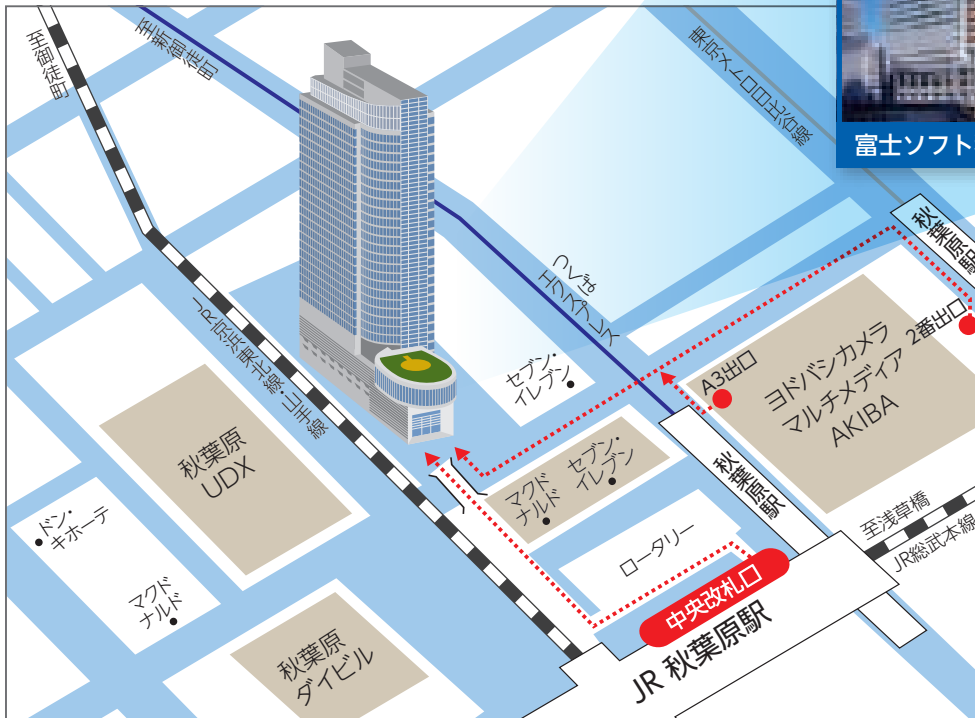 至御徒町
至新御徒町
東京メトロ日比谷線
富士ソフト
秋葉原駅
2番出口
つくば
エクスプレス
A3出口
ヨドバシカメラ
マルチメディア
AKIBA
JR京浜東北線・山手線
セブン・
イレブン
秋葉原
UDX
マクド
ナルド
セブン・
イレブン
秋葉原駅
至浅草橋
JR総武本線
ドン・
キホーテ
ロータリー
マクド
ナルド
中央改札口
JR 秋葉原駅
秋葉原
ダイビル